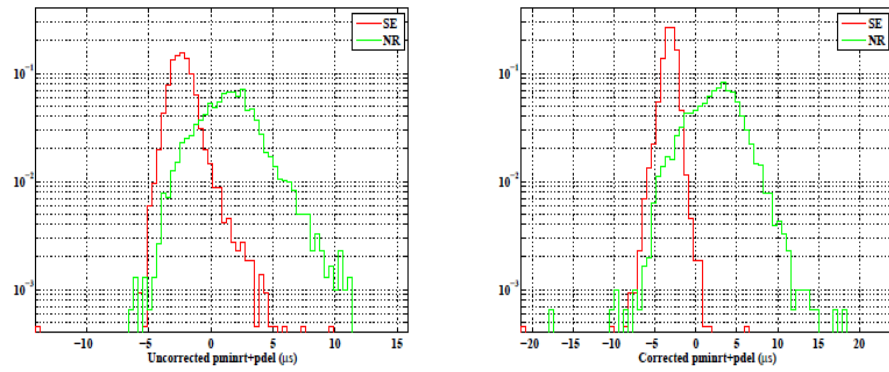 SE
NR
10⁻¹
10⁻²
10⁻³
−10 −5 0 5 10 15
Uncorrected pminrt+pdel (μs)
SE
NR
10⁻¹
10⁻²
10⁻³
−20 −15 −10 −5 0 5 10 15 20
Corrected pminrt+pdel (μs)